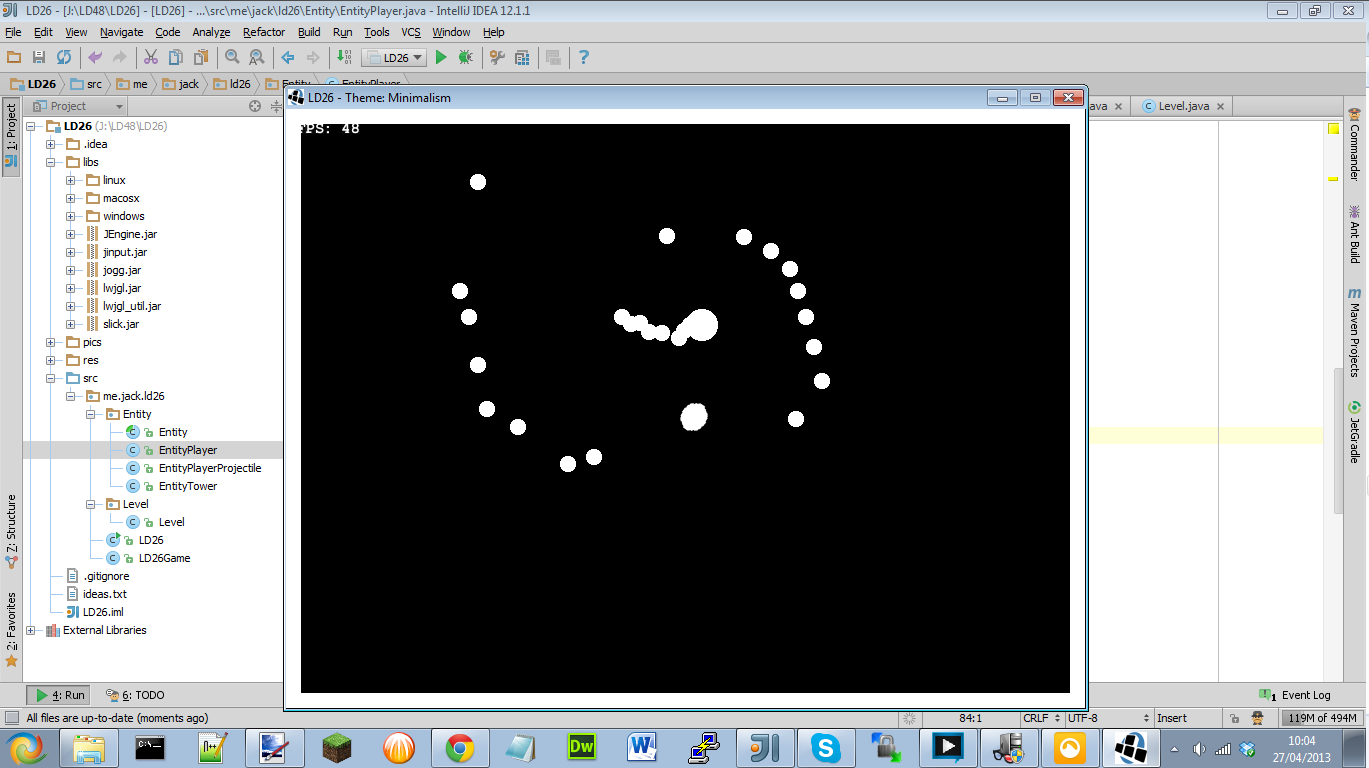 LD26 - [J:\LD48\LD26] - [LD26] - ...\src\me\jack\ld26\Entity\EntityPlayer.java - IntelliJ IDEA 12.1.1
File Edit View Navigate Code Analyze Refactor Build Run Tools VCS Window Help
LD26
LD26 src me jack ld26 Entity EntityPlayer
LD26 - Theme: Minimalism
Project
ava Level.java
FPS: 48
1: Project
LD26 (J:\LD48\LD26)
.idea
libs
linux
macosx
windows
JEngine.jar
jinput.jar
jogg.jar
lwjgl.jar
lwjgl_util.jar
slick.jar
pics
res
src
me.jack.ld26
Entity
Entity
EntityPlayer
EntityPlayerProjectile
EntityTower
Level
Level
LD26
LD26Game
.gitignore
ideas.txt
LD26.iml
External Libraries
Z: Structure
2: Favorites
Commander
Ant Build
Maven Projects
JetGradle
4: Run 6: TODO 1 Event Log
All files are up-to-date (moments ago) 84:1 CRLF UTF-8 Insert 119M of 494M
10:04
27/04/2013